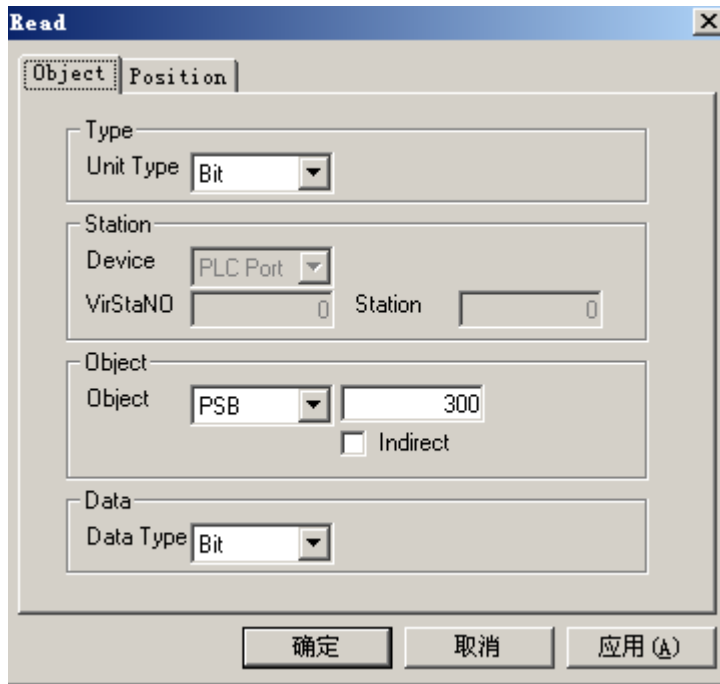 Read
Object Position
Type
Unit Type Bit
Station
Device PLC Port
VirStaNO 0 Station 0
Object
Object PSB 300
Indirect
Data
Data Type Bit
确定 取消 应用(A)